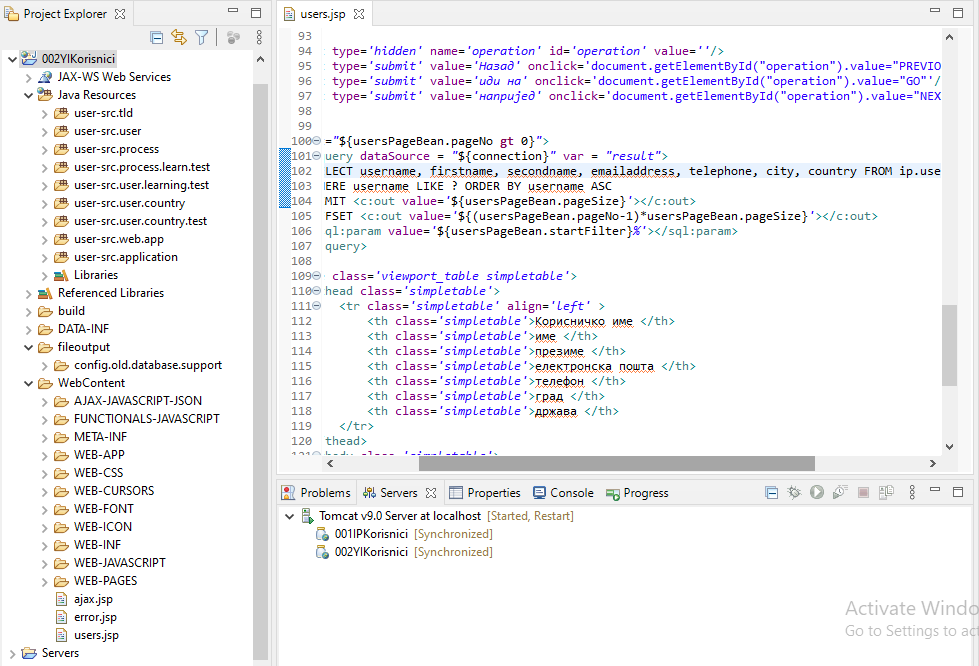 Project Explorer
002YIKorisnici
JAX-WS Web Services
Java Resources
user-src.tld
user-src.user
user-src.process
user-src.process.learn.test
user-src.user.learning.test
user-src.user.country
user-src.user.country.test
user-src.web.app
user-src.application
Libraries
Referenced Libraries
build
DATA-INF
fileoutput
config.old.database.support
WebContent
AJAX-JAVASCRIPT-JSON
FUNCTIONALS-JAVASCRIPT
META-INF
WEB-APP
WEB-CSS
WEB-CURSORS
WEB-FONT
WEB-ICON
WEB-INF
WEB-JAVASCRIPT
WEB-PAGES
ajax.jsp
error.jsp
users.jsp
Servers
users.jsp
93
94 type='hidden' name='operation' id='operation' value=''/>
95 type='submit' value='Назад' onclick='document.getElementById("operation").value="PREVIO
96 type='submit' value='иди на' onclick='document.getElementById("operation").value="GO"'/
97 type='submit' value='напријед' onclick='document.getElementById("operation").value="NEX
98
99
100 ="${usersPageBean.pageNo gt 0}">
101 uery dataSource = "${connection}" var = "result">
102 LECT username, firstname, secondname, emailaddress, telephone, city, country FROM ip.use
103 ERE username LIKE ? ORDER BY username ASC
104 MIT <c:out value='${usersPageBean.pageSize}'></c:out>
105 FSET <c:out value='${(usersPageBean.pageNo-1)*usersPageBean.pageSize}'></c:out>
106 ql:param value='${usersPageBean.startFilter}%'></sql:param>
107 query>
108
109 class='viewport_table simpletable'>
110 head class='simpletable'>
111 <tr class='simpletable' align='left' >
112 <th class='simpletable'>Корисничко име </th>
113 <th class='simpletable'>име </th>
114 <th class='simpletable'>презиме </th>
115 <th class='simpletable'>електронска пошта </th>
116 <th class='simpletable'>телефон </th>
117 <th class='simpletable'>град </th>
118 <th class='simpletable'>држава </th>
119 </tr>
120 thead>
Problems Servers Properties Console Progress
Tomcat v9.0 Server at localhost [Started, Restart]
001IPKorisnici [Synchronized]
002YIKorisnici [Synchronized]
Activate Windo
Go to Settings to act